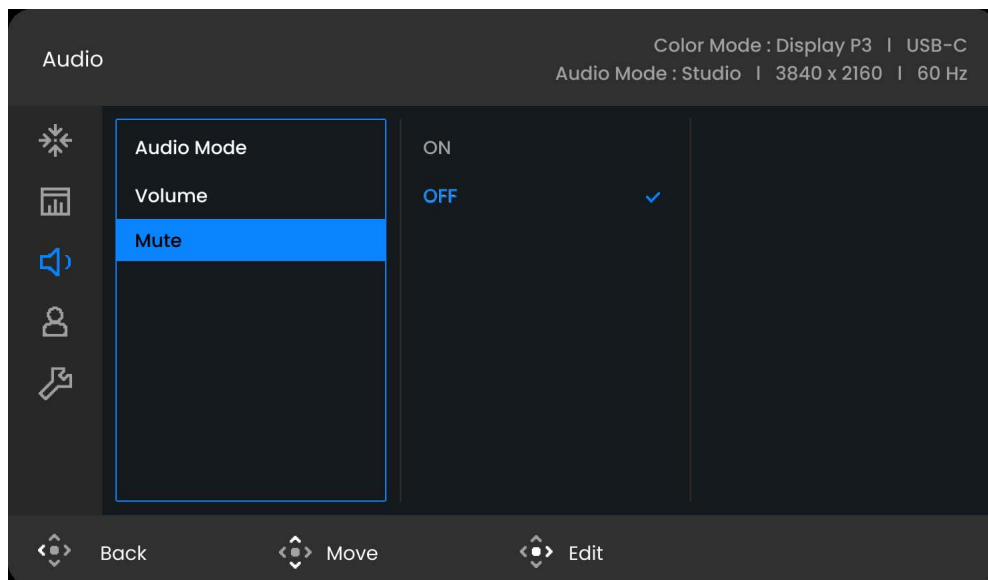 Audio
Color Mode : Display P3 | USB-C
Audio Mode : Studio | 3840 x 2160 | 60 Hz
Audio Mode
Volume
Mute
ON
OFF
Back
Move
Edit